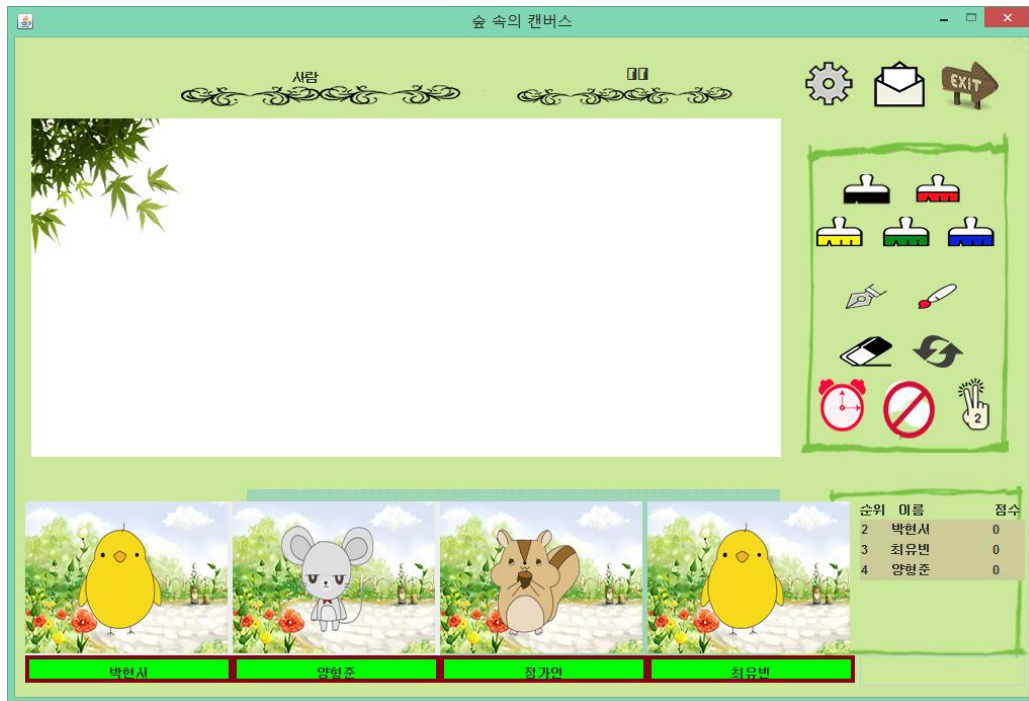 숲 속의 캔버스
사람
EXIT
2
순위 이름 점수
2 박현서 0
3 최유빈 0
4 양형준 0
박현서 양형준 정가민 최유빈